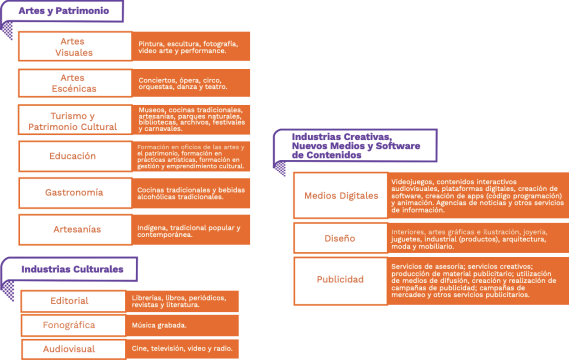 Artes y Patrimonio
Artes
Visuales
Pintura, escultura, fotografía,
video arte y performance.
Artes
Escénicas
Conciertos, ópera, circo,
orquestas, danza y teatro.
Turismo y
Patrimonio Cultural
Museos, cocinas tradicionales,
artesanías, parques naturales,
bibliotecas, archivos, festivales
y carnavales.
Educación
Formación en oficios de las artes y
el patrimonio, formación en
prácticas artísticas, formación en
gestión y emprendimiento cultural.
Gastronomía
Cocinas tradicionales y bebidas
alcohólicas tradicionales.
Artesanías
Indígena, tradicional popular y
contemporánea.
Industrias Culturales
Editorial
Librerías, libros, periódicos,
revistas y literatura.
Fonográfica
Música grabada.
Audiovisual
Cine, televisión, video y radio.
Industrias Creativas,
Nuevos Medios y Software
de Contenidos
Medios Digitales
Videojuegos, contenidos interactivos
audiovisuales, plataformas digitales, creación de
software, creación de apps (código programación)
y animación. Agencias de noticias y otros servicios
de información.
Diseño
Interiores, artes gráficas e ilustración, joyería,
juguetes, industrial (productos), arquitectura,
moda y mobiliario.
Publicidad
Servicios de asesoría; servicios creativos;
producción de material publicitario; utilización
de medios de difusión, creación y realización de
campañas de publicidad; campañas de
mercadeo y otros servicios publicitarios.